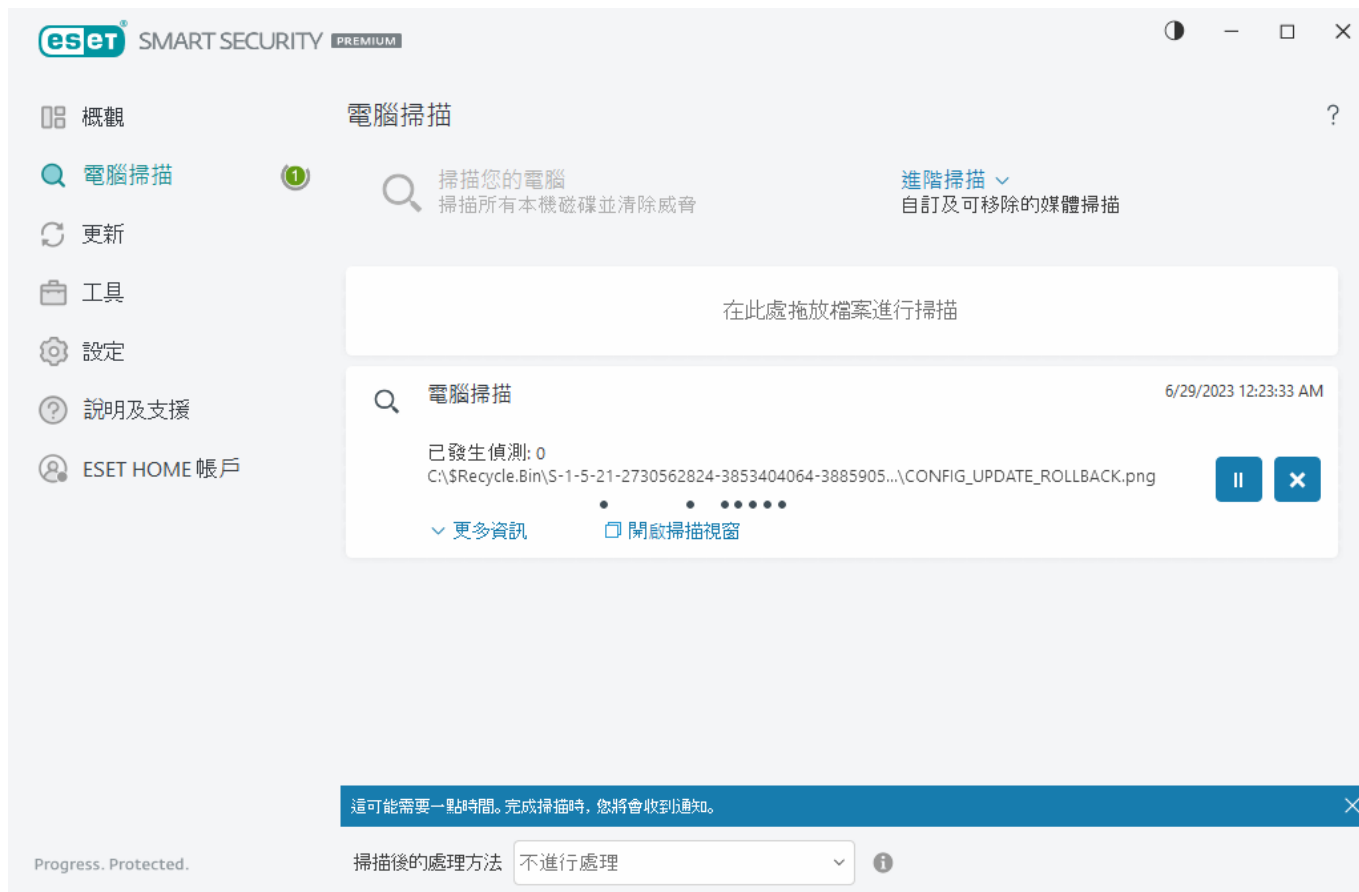 eset® SMART SECURITY PREMIUM
概觀
電腦掃描 1
更新
工具
設定
說明及支援
ESET HOME 帳戶
Progress. Protected.
電腦掃描 ?
掃描您的電腦
掃描所有本機磁碟並清除威脅
進階掃描
自訂及可移除的媒體掃描
在此處拖放檔案進行掃描
電腦掃描 6/29/2023 12:23:33 AM
已發生偵測: 0
C:\$Recycle.Bin\S-1-5-21-2730562824-3853404064-3885905...\CONFIG_UPDATE_ROLLBACK.png
更多資訊 開啟掃描視窗
這可能需要一點時間。完成掃描時, 您將會收到通知。
掃描後的處理方法 不進行處理